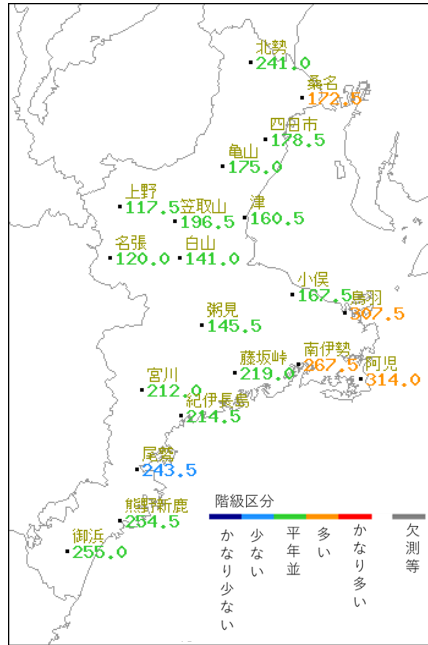 北勢
241.0
桑名
172.5
四日市
178.5
亀山
175.0
上野
117.5
笠取山
196.5
津
160.5
名張
120.0
白山
141.0
小俣
167.5
鳥羽
307.5
粥見
145.5
藤坂峠
219.0
南伊勢
367.5
阿児
314.0
宮川
212.0
紀伊長島
214.5
尾鷲
243.5
熊野新鹿
254.5
御浜
255.0
階級区分
かなり少ない
少ない
平年並
多い
かなり多い
欠測等